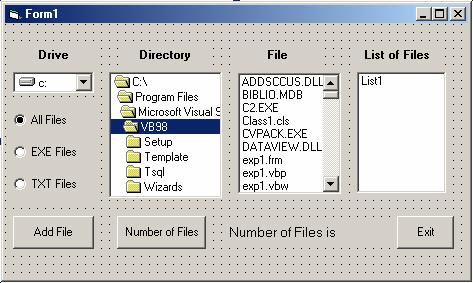 Form1
Drive Directory File List of Files
c:
All Files
EXE Files
TXT Files
C:\
Program Files
Microsoft Visual S
VB98
Setup
Template
Tsql
Wizards
ADDSCCUS.DLL
BIBLIO.MDB
C2.EXE
Class1.cls
CVPACK.EXE
DATAVIEW.DLL
exp1.frm
exp1.vbp
exp1.vbw
List1
Add File Number of Files Number of Files is Exit